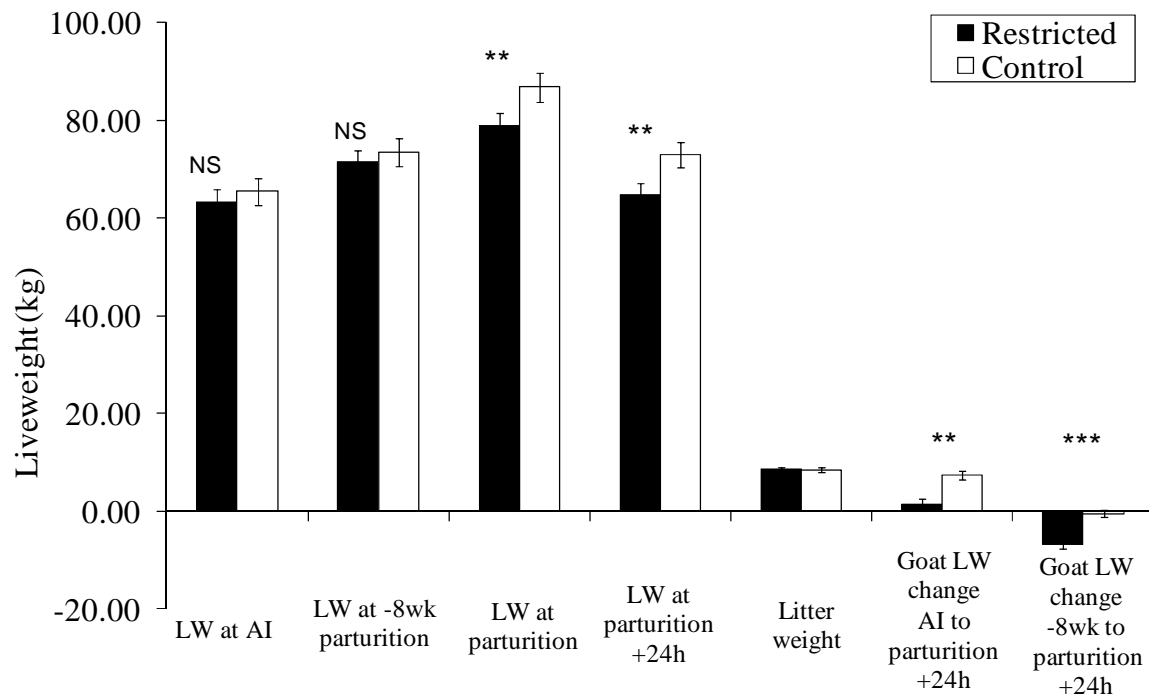 Liveweight (kg)
100.00
80.00
60.00
40.00
20.00
0.00
-20.00
Restricted
Control
NS
NS
**
**
**
***
LW at AI
LW at -8wk
parturition
LW at
parturition
LW at
parturition
+24h
Litter
weight
Goat LW
change
AI to
parturition
+24h
Goat LW
change
-8wk to
parturition
+24h